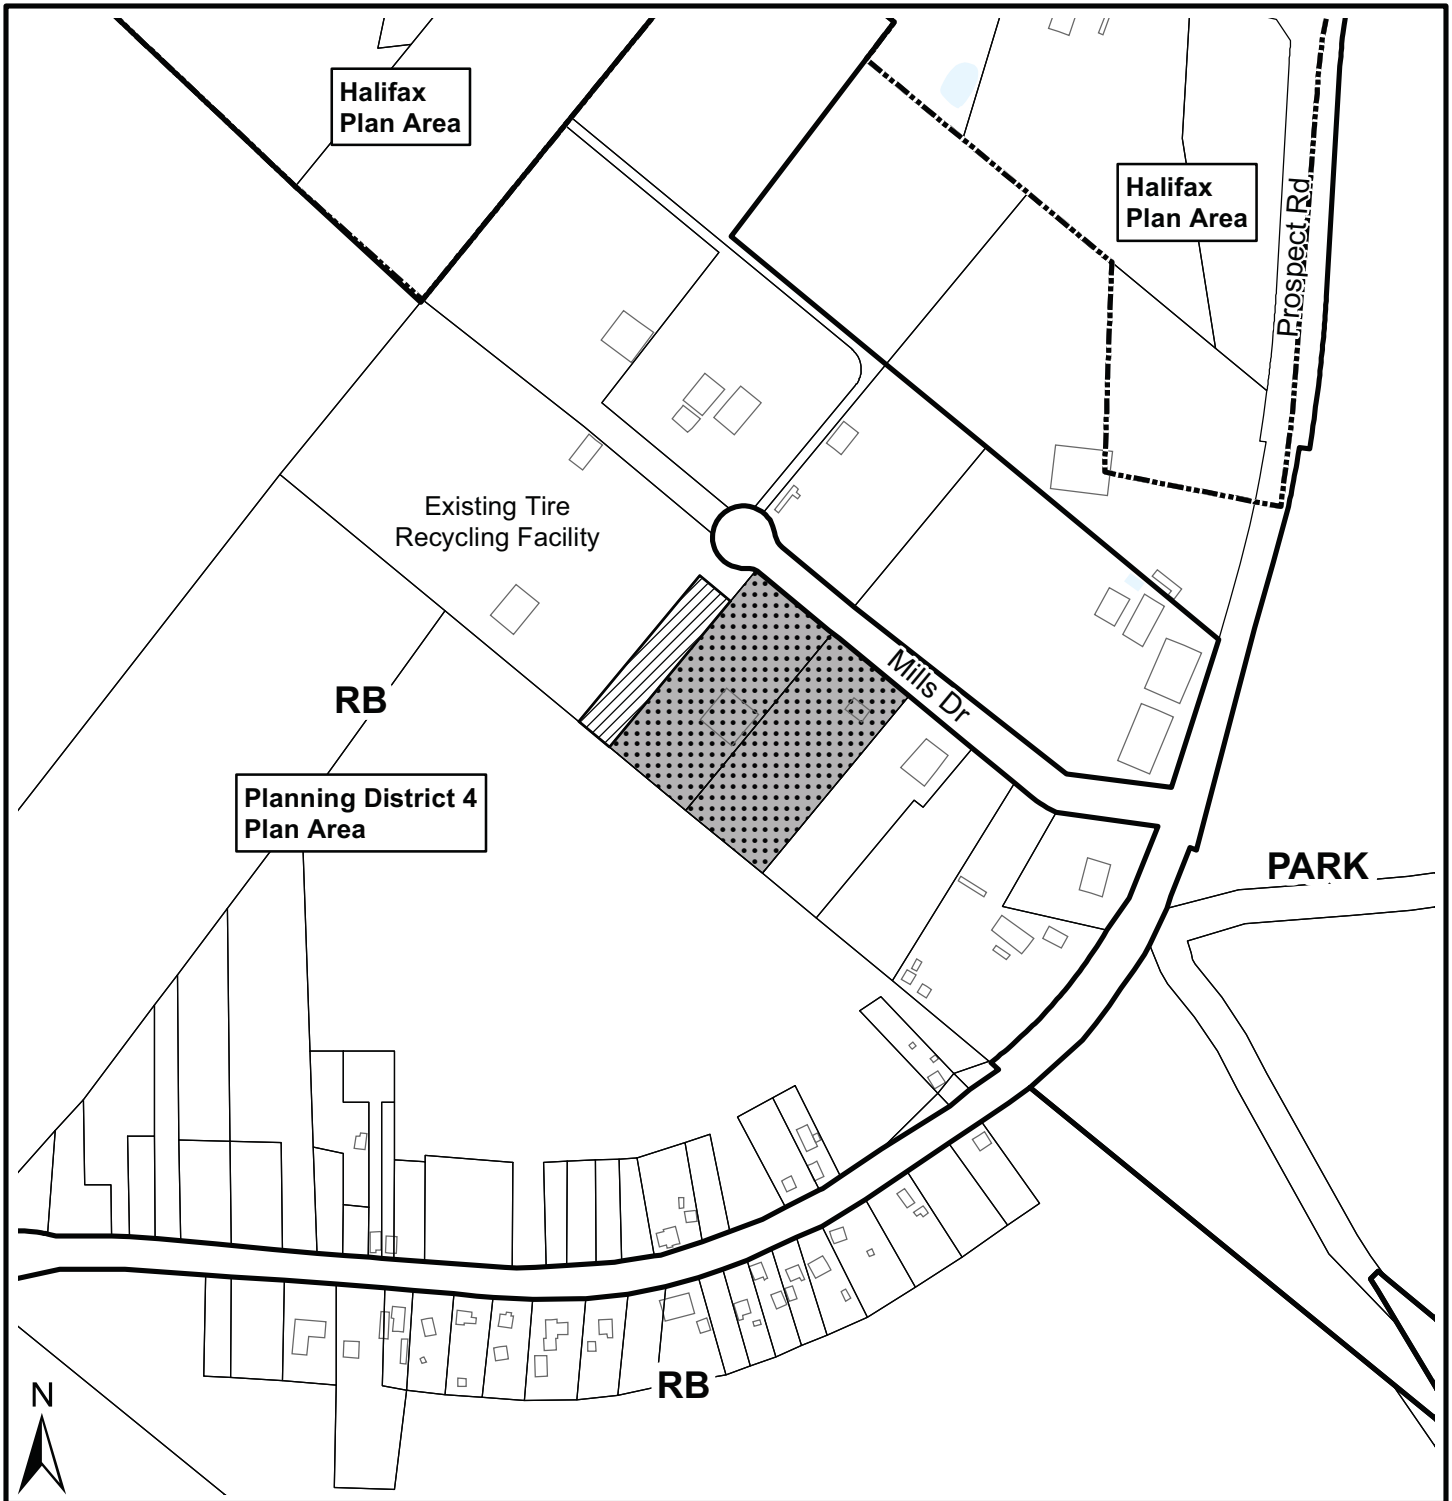 Halifax
Plan Area
Halifax
Plan Area
Prospect Rd
Existing Tire
Recycling Facility
Mills Dr
RB
Planning District 4
Plan Area
PARK
RB
N